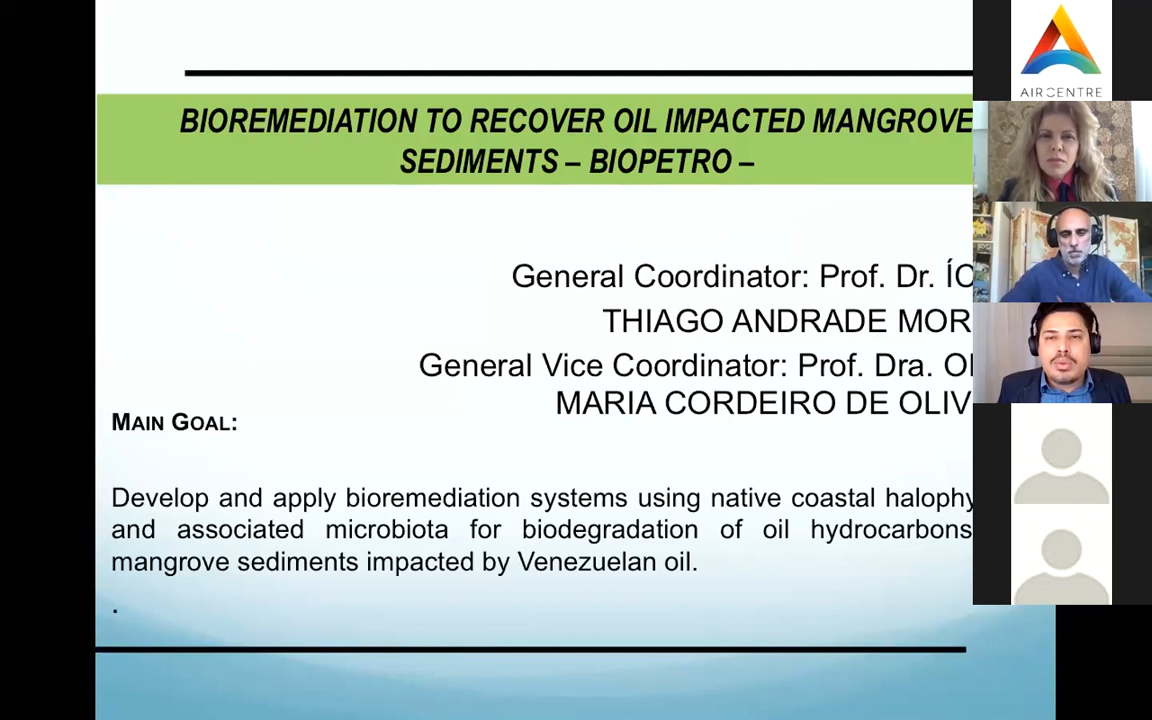 BIOREMEDIATION TO RECOVER OIL IMPACTED MANGROVE
SEDIMENTS – BIOPETRO –
General Coordinator: Prof. Dr.
THIAGO ANDRADE
General Vice Coordinator: Prof. Dra.
MARIA CORDEIRO DE
MAIN GOAL:
Develop and apply bioremediation systems using native coastal
and associated microbiota for biodegradation of oil hydrocarbons
mangrove sediments impacted by Venezuelan oil.
.
AIR CENTRE